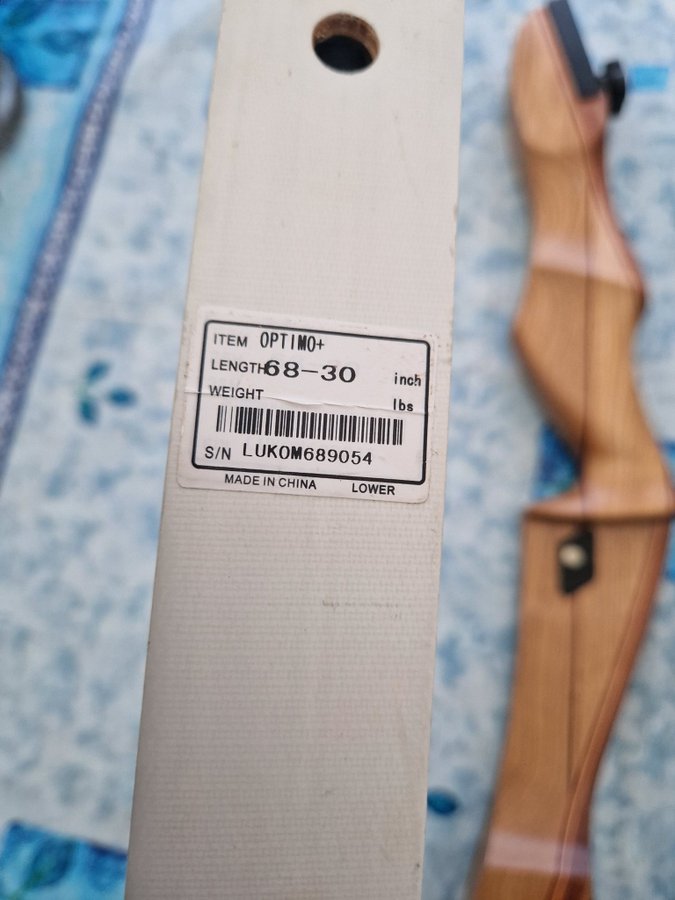 ITEM OPTIMO+
LENGTH 68-30 inch
WEIGHT lbs
S/N LUKOM689054
MADE IN CHINA LOWER